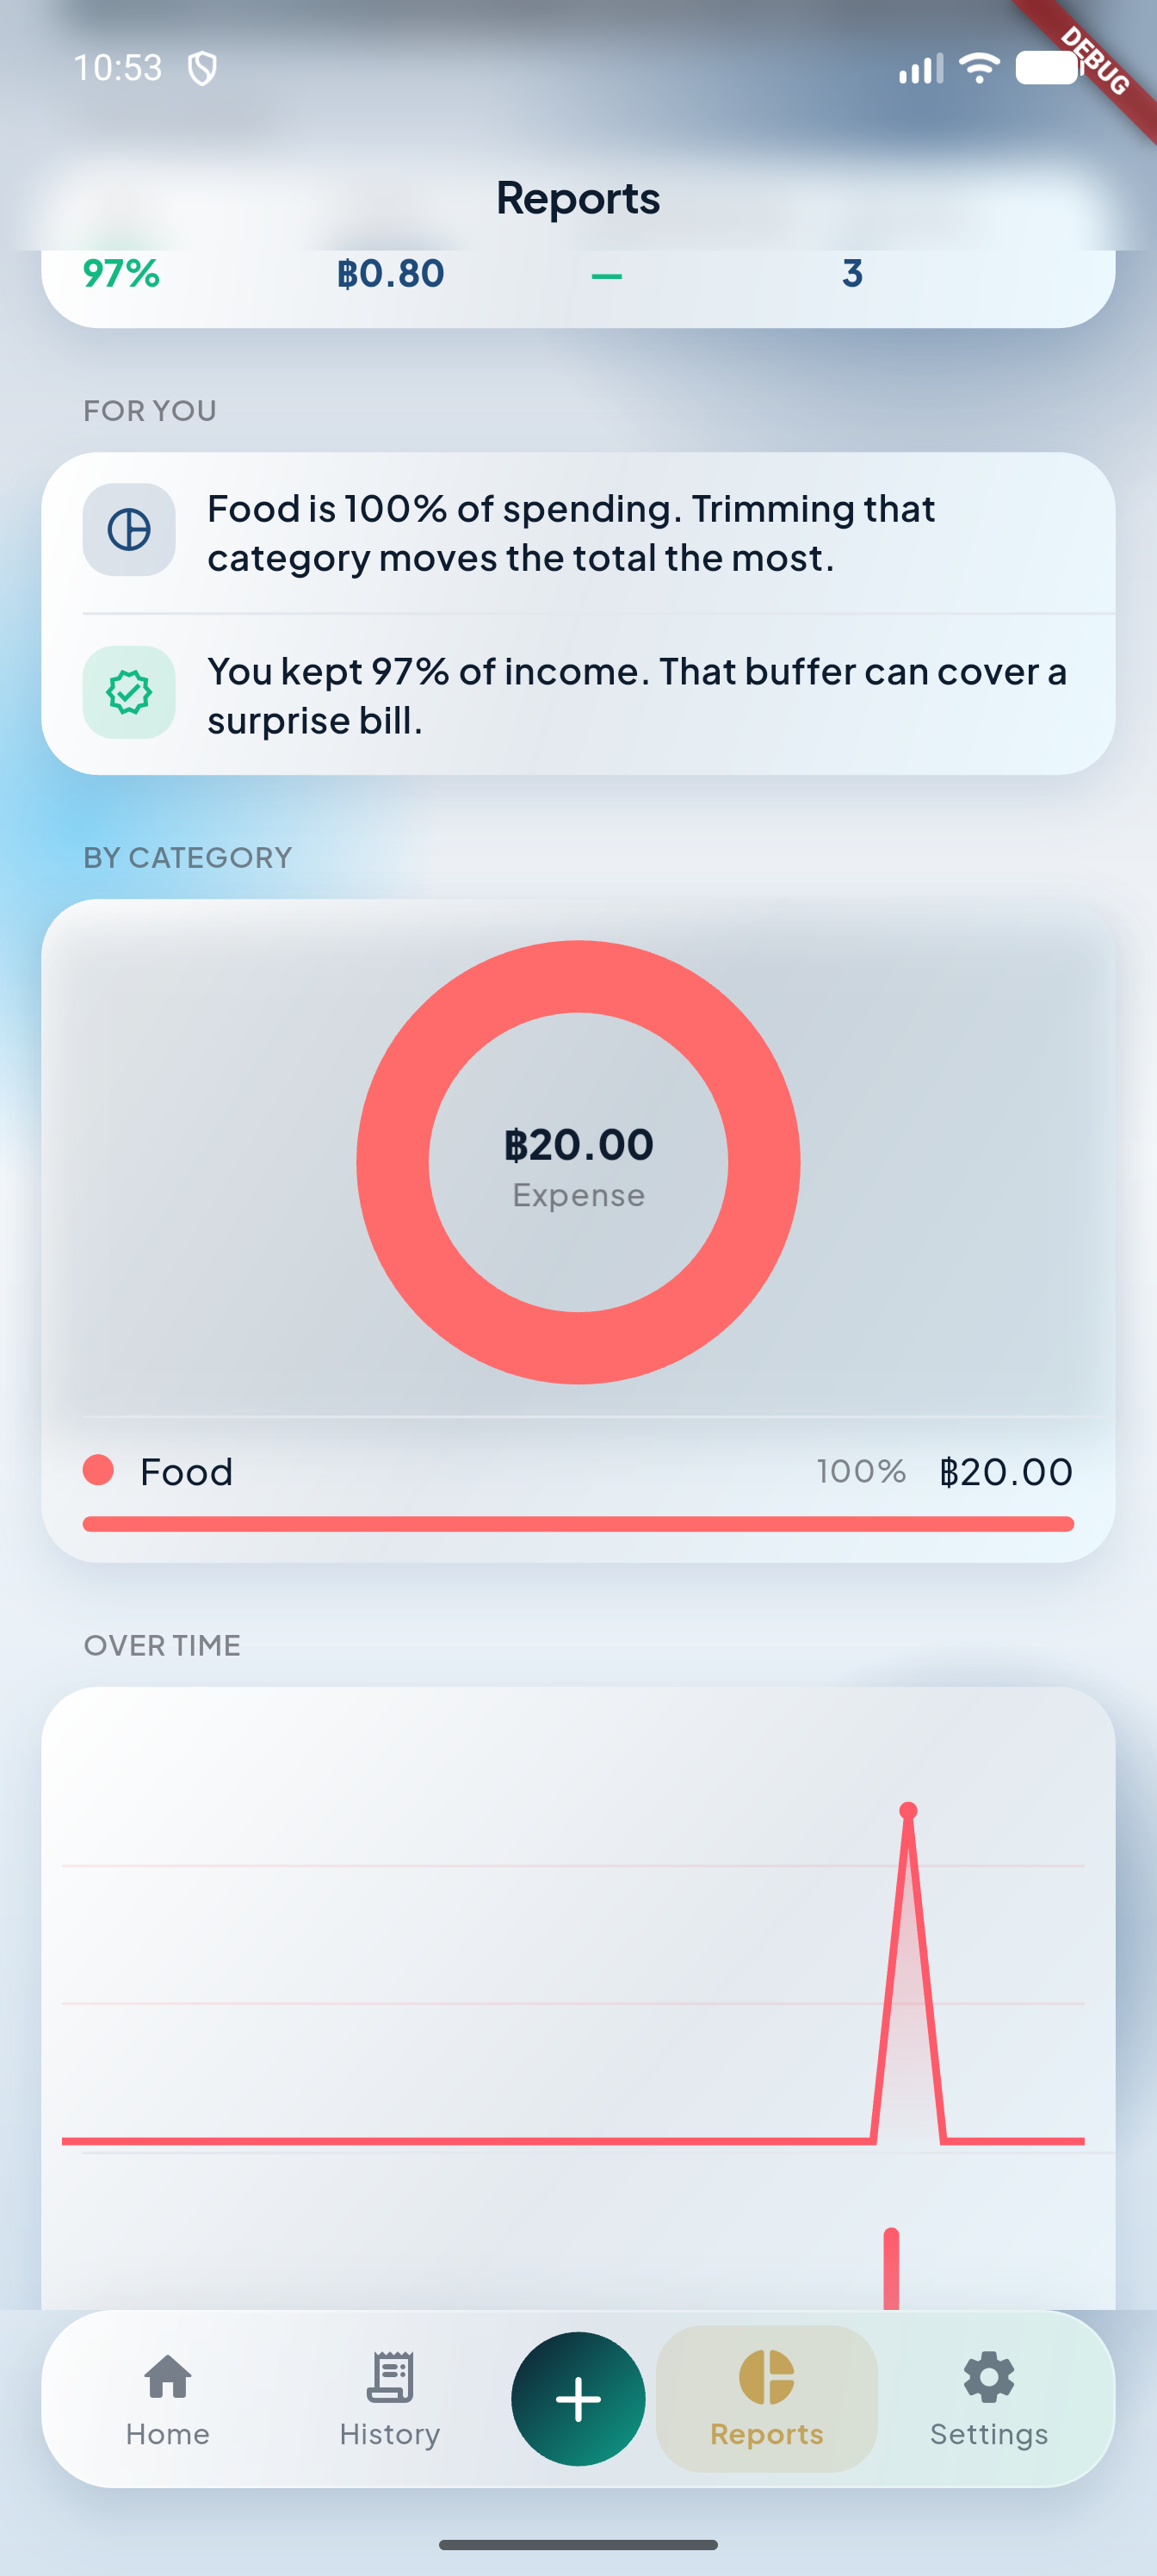 10:53
DEBUG
Reports
97% ฿0.80 — 3
FOR YOU
Food is 100% of spending. Trimming that
category moves the total the most.
You kept 97% of income. That buffer can cover a
surprise bill.
BY CATEGORY
฿20.00
Expense
Food 100% ฿20.00
OVER TIME
Home History Reports Settings